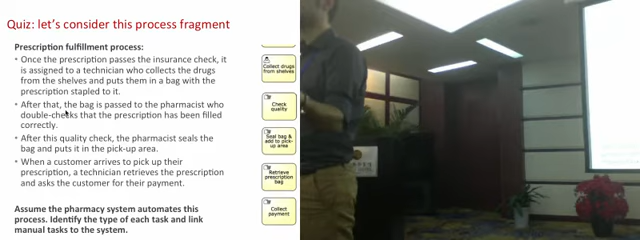 Quiz: let's consider this process fragment
Prescription fulfillment process:
• Once the prescription passes the insurance check, it
is assigned to a technician who collects the drugs
from the shelves and puts them in a bag with the
prescription stapled to it.
• After that, the bag is passed to the pharmacist who
double-checks that the prescription has been filled
correctly.
• After this quality check, the pharmacist seals the
bag and puts it in the pick-up area.
• When a customer arrives to pick up their
prescription, a technician retrieves the prescription
and asks the customer for their payment.
Assume the pharmacy system automates this
process. Identify the type of each task and link
manual tasks to the system.
Collect drugs
from shelves
Check
quality
Seal bag &
add to pick-
up area
Retrieve
prescription
bag
Collect
payment